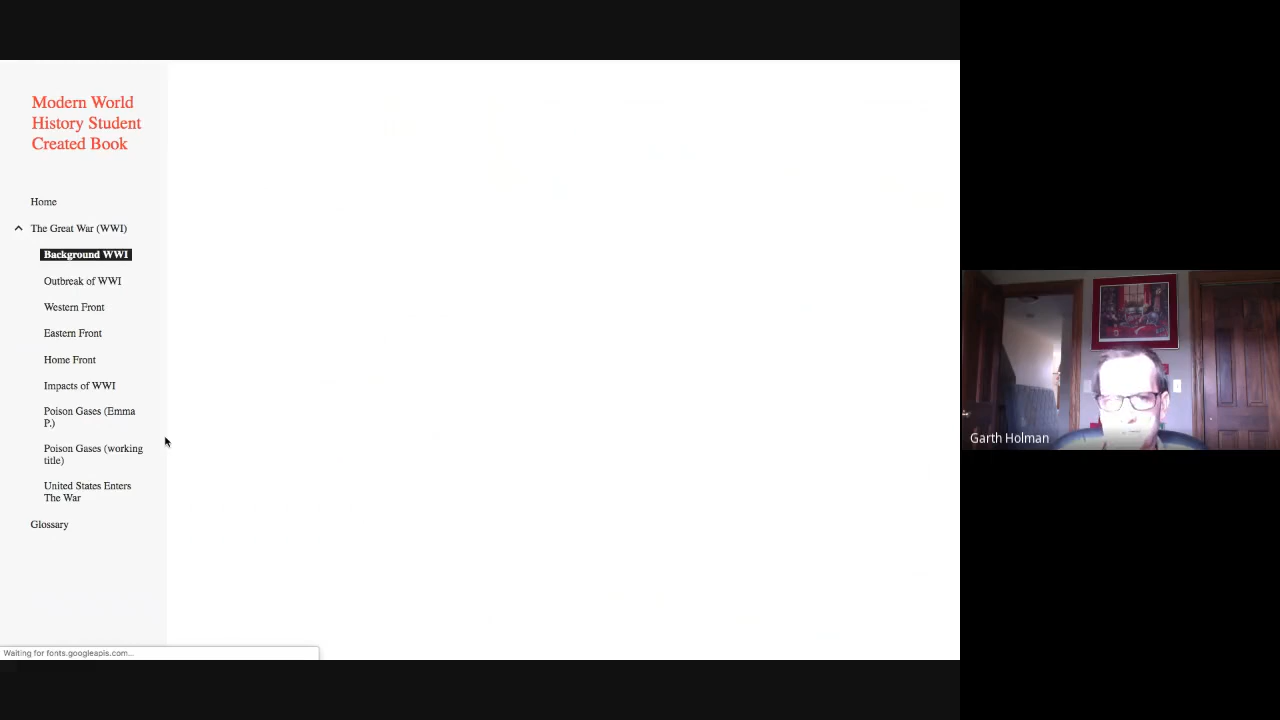 Modern World
History Student
Created Book
Home
The Great War (WWI)
Background WWI
Outbreak of WWI
Western Front
Eastern Front
Home Front
Impacts of WWI
Poison Gases (Emma
P.)
Poison Gases (working
title)
United States Enters
The War
Glossary
Waiting for fonts.googleapis.com...
Garth Holman